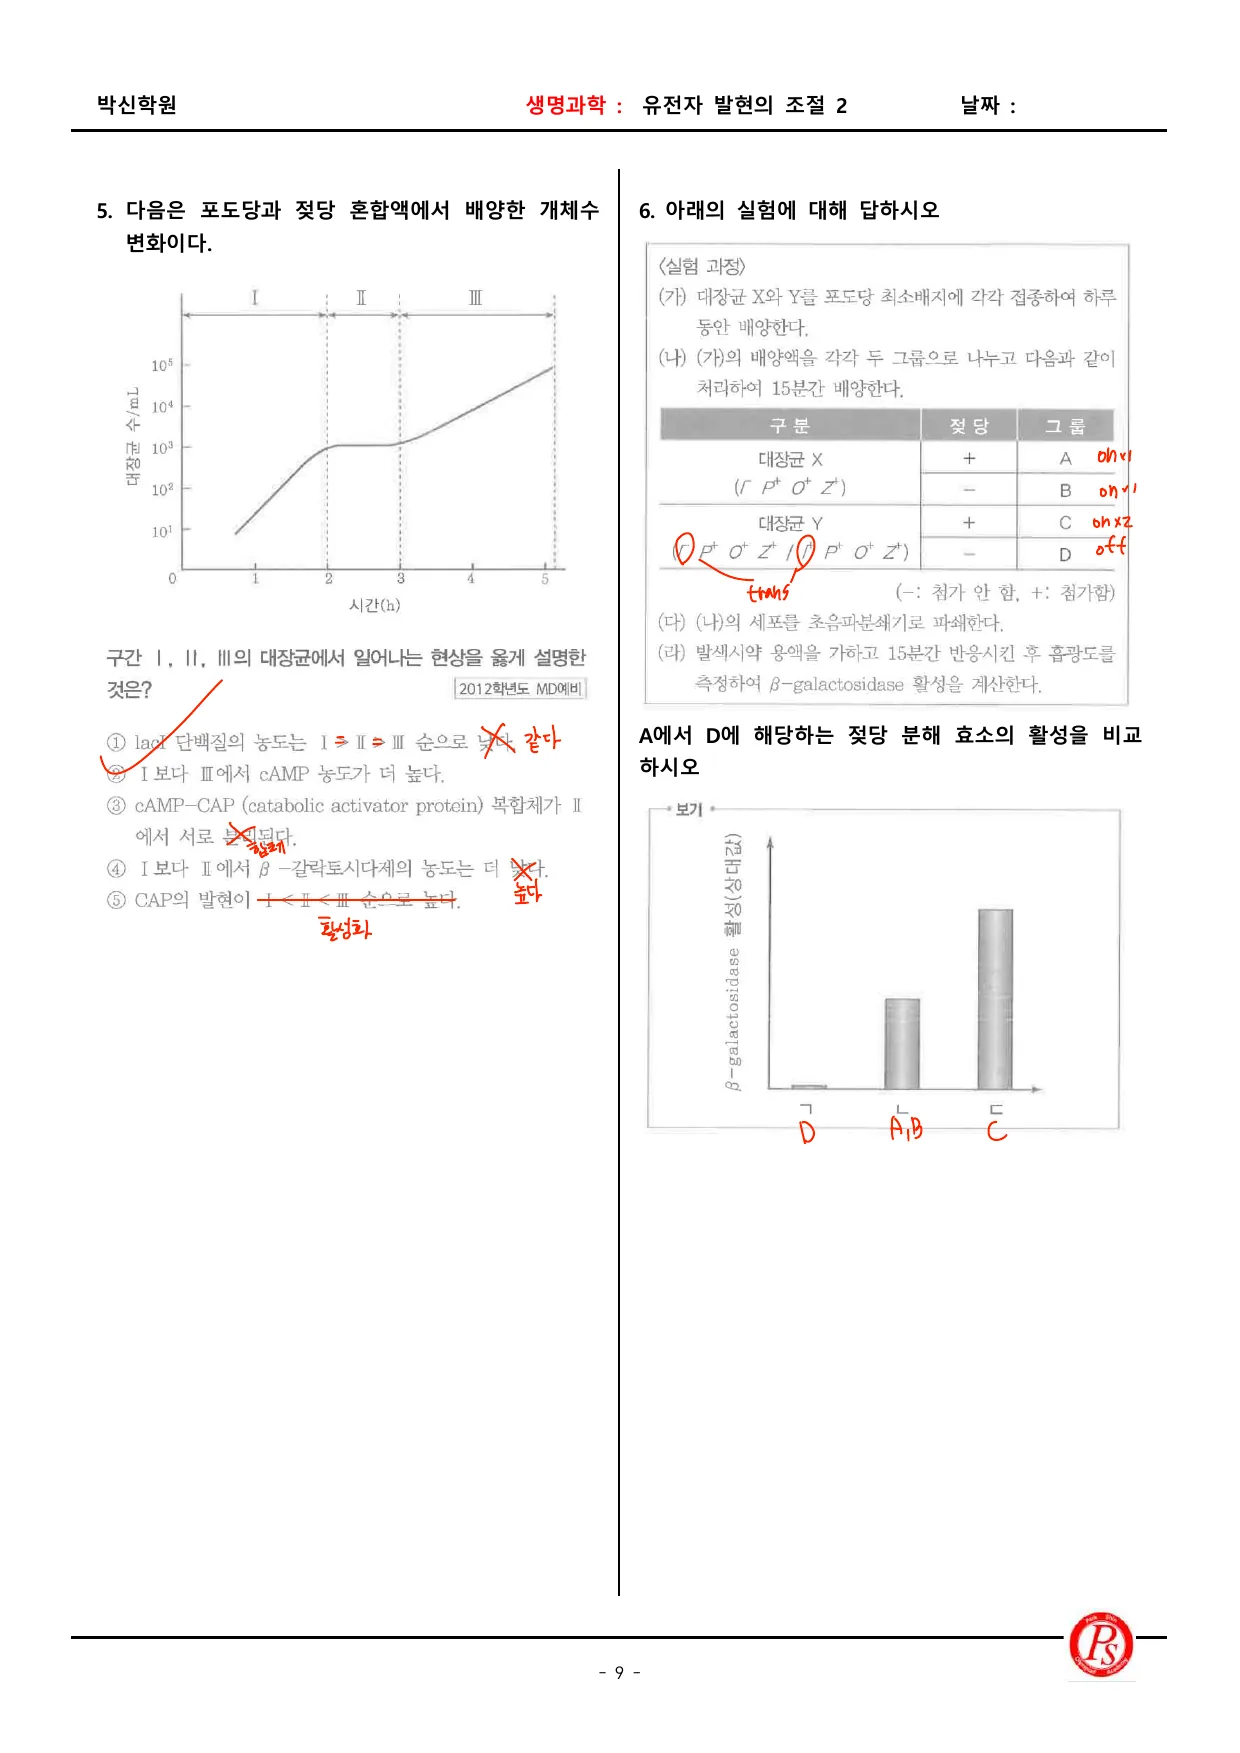 박신학원
생명과학 : 유전자 발현의 조절 2
날짜 :
5. 다음은 포도당과 젖당 혼합액에서 배양한 개체수
변화이다.
Ⅰ Ⅱ Ⅲ
대장균 수/mL
10⁵
10⁴
10³
10²
10¹
0 1 2 3 4 5
시간(h)
구간 Ⅰ, Ⅱ, Ⅲ의 대장균에서 일어나는 현상을 옳게 설명한
것은?
2012학년도 MD예비
① lacI 단백질의 농도는 Ⅰ > Ⅱ > Ⅲ 순으로 낮다. 같다
② Ⅰ보다 Ⅲ에서 cAMP 농도가 더 높다.
③ cAMP-CAP (catabolic activator protein) 복합체가 Ⅱ
에서 서로 분리된다.
합체
④ Ⅰ보다 Ⅱ에서 β-갈락토시다제의 농도는 더 낮다.
높다
⑤ CAP의 발현이 Ⅰ < Ⅱ < Ⅲ 순으로 높다.
활성화
6. 아래의 실험에 대해 답하시오
〈실험 과정〉
(가) 대장균 X와 Y를 포도당 최소배지에 각각 접종하여 하루
동안 배양한다.
(나) (가)의 배양액을 각각 두 그룹으로 나누고 다음과 같이
처리하여 15분간 배양한다.
구분 젖당 그룹
대장균 X + A on×1
(I⁻ P⁺ O⁺ Z⁺) − B on×1
대장균 Y + C on×2
(I⁻ P⁺ O⁺ Z⁺ / I⁺ P⁺ O⁺ Z⁺) − D off
trans
(−: 첨가 안 함, +: 첨가함)
(다) (나)의 세포를 초음파분쇄기로 파쇄한다.
(라) 발색시약 용액을 가하고 15분간 반응시킨 후 흡광도를
측정하여 β-galactosidase 활성을 계산한다.
A에서 D에 해당하는 젖당 분해 효소의 활성을 비교
하시오
보기
β-galactosidase 활성(상대값)
ㄱ ㄴ ㄷ
D A,B C
- 9 -
Park Shin
Ps